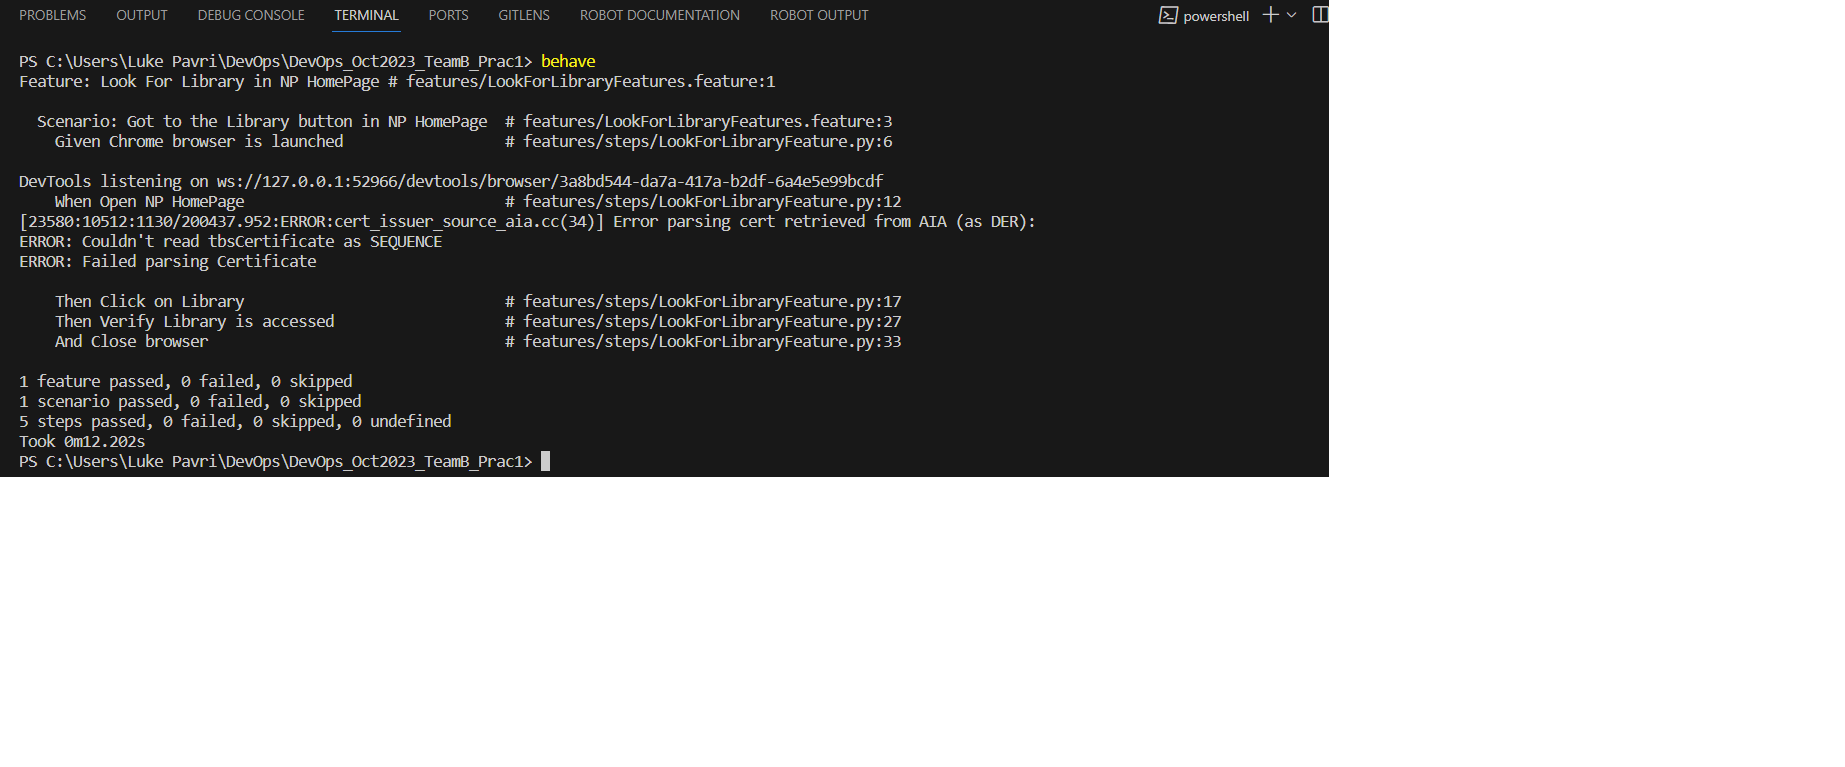 PROBLEMS OUTPUT DEBUG CONSOLE TERMINAL PORTS GITLENS ROBOT DOCUMENTATION ROBOT OUTPUT powershell
PS C:\Users\Luke Pavri\DevOps\DevOps_Oct2023_TeamB_Prac1> behave
Feature: Look For Library in NP HomePage # features/LookForLibraryFeatures.feature:1
Scenario: Got to the Library button in NP HomePage # features/LookForLibraryFeatures.feature:3
Given Chrome browser is launched # features/steps/LookForLibraryFeature.py:6
DevTools listening on ws://127.0.0.1:52966/devtools/browser/3a8bd544-da7a-417a-b2df-6a4e5e99bcdf
When Open NP HomePage # features/steps/LookForLibraryFeature.py:12
[23580:10512:1130/200437.952:ERROR:cert_issuer_source_aia.cc(34)] Error parsing cert retrieved from AIA (as DER):
ERROR: Couldn't read tbsCertificate as SEQUENCE
ERROR: Failed parsing Certificate
Then Click on Library # features/steps/LookForLibraryFeature.py:17
Then Verify Library is accessed # features/steps/LookForLibraryFeature.py:27
And Close browser # features/steps/LookForLibraryFeature.py:33
1 feature passed, 0 failed, 0 skipped
1 scenario passed, 0 failed, 0 skipped
5 steps passed, 0 failed, 0 skipped, 0 undefined
Took 0m12.202s
PS C:\Users\Luke Pavri\DevOps\DevOps_Oct2023_TeamB_Prac1>